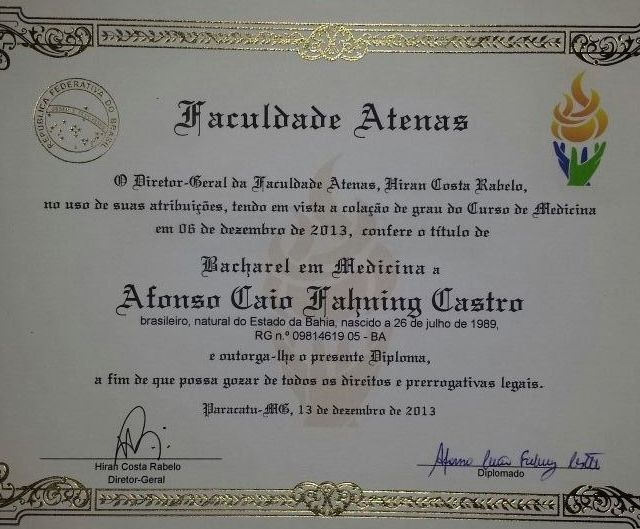 REPÚBLICA FEDERATIVA DO BRASIL
Faculdade Atenas
O Diretor-Geral da Faculdade Atenas, Hiran Costa Rabelo,
no uso de suas atribuições, tendo em vista a colação de grau do Curso de Medicina
em 06 de dezembro de 2013, confere o título de
Bacharel em Medicina a
Afonso Caio Fahning Castro
brasileiro, natural do Estado da Bahia, nascido a 26 de julho de 1989,
RG n.º 09814619 05 - BA
e outorga-lhe o presente Diploma,
a fim de que possa gozar de todos os direitos e prerrogativas legais.
Paracatu-MG, 13 de dezembro de 2013
Hiran Costa Rabelo
Diretor-Geral
Diplomado